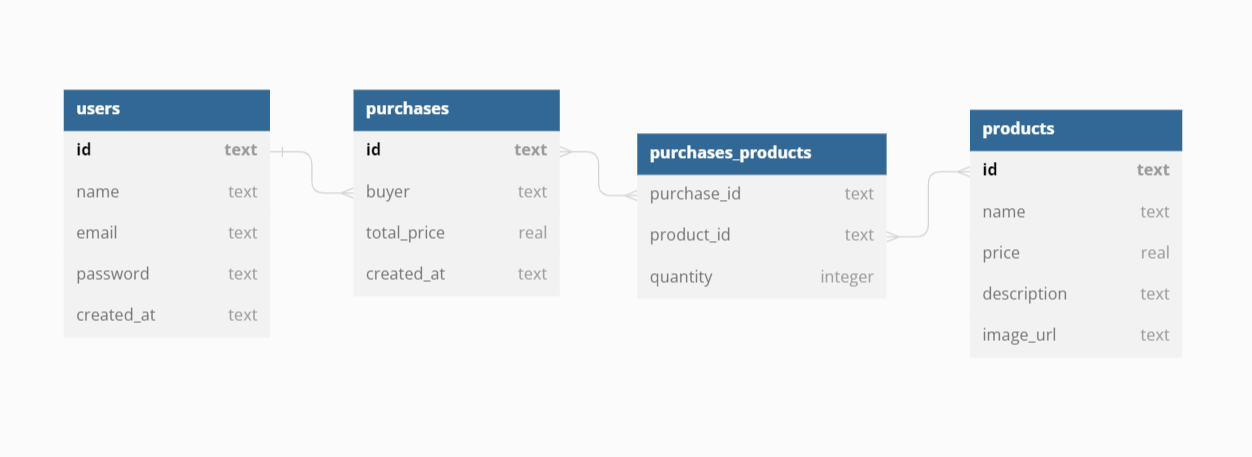 users
id text
name text
email text
password text
created_at text
purchases
id text
buyer text
total_price real
created_at text
purchases_products
purchase_id text
product_id text
quantity integer
products
id text
name text
price real
description text
image_url text